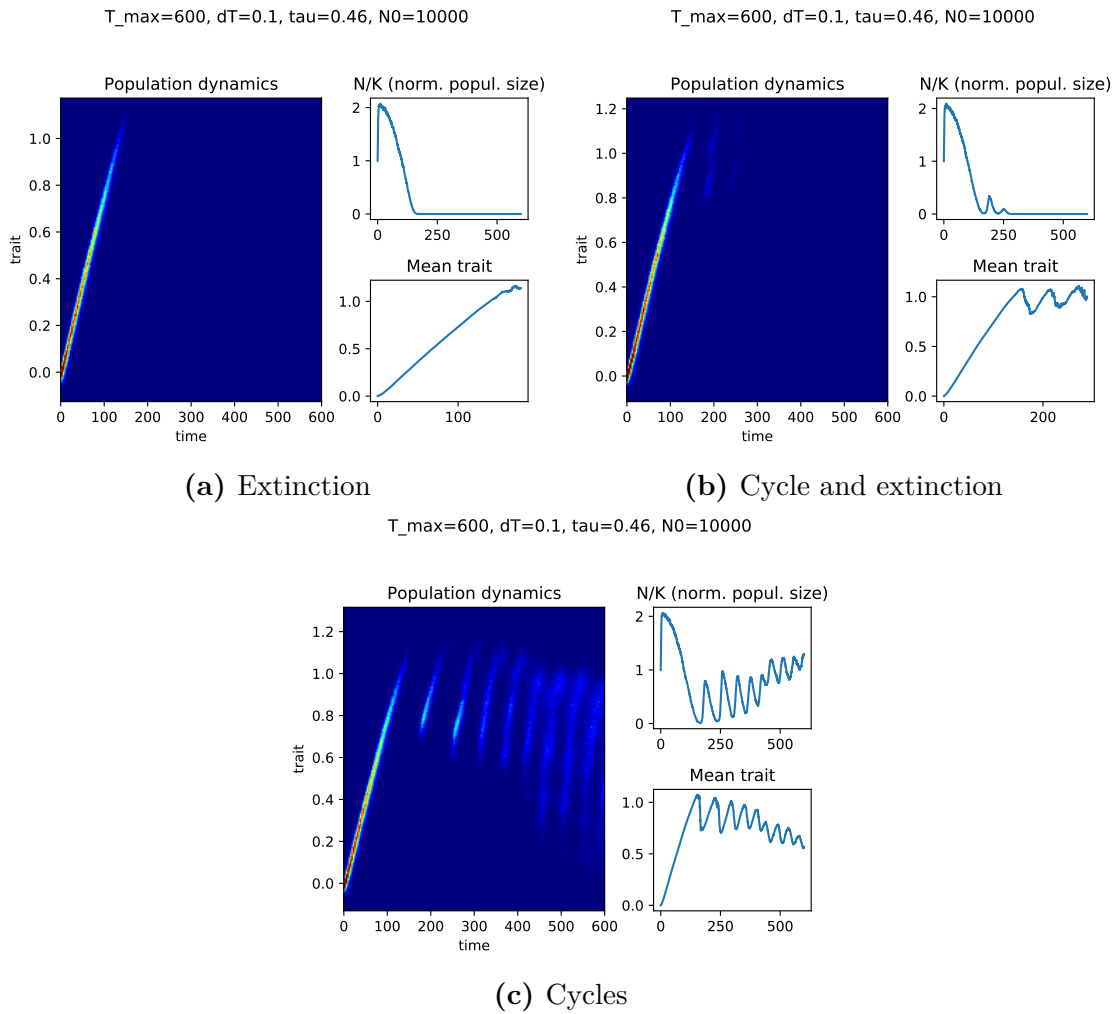 T_max=600, dT=0.1, tau=0.46, N0=10000
Population dynamics
N/K (norm. popul. size)
trait
1.0
0.8
0.6
0.4
0.2
0.0
0 100 200 300 400 500 600
time
2
1
0
0 250 500
Mean trait
1.0
0.5
0.0
0 100
(a) Extinction
T_max=600, dT=0.1, tau=0.46, N0=10000
Population dynamics
N/K (norm. popul. size)
trait
1.2
1.0
0.8
0.6
0.4
0.2
0.0
0 100 200 300 400 500 600
time
2
1
0
0 250 500
Mean trait
1.0
0.5
0.0
0 200
(b) Cycle and extinction
T_max=600, dT=0.1, tau=0.46, N0=10000
Population dynamics
N/K (norm. popul. size)
trait
1.2
1.0
0.8
0.6
0.4
0.2
0.0
0 100 200 300 400 500 600
time
2
1
0
0 250 500
Mean trait
1.0
0.5
0.0
0 250 500
(c) Cycles